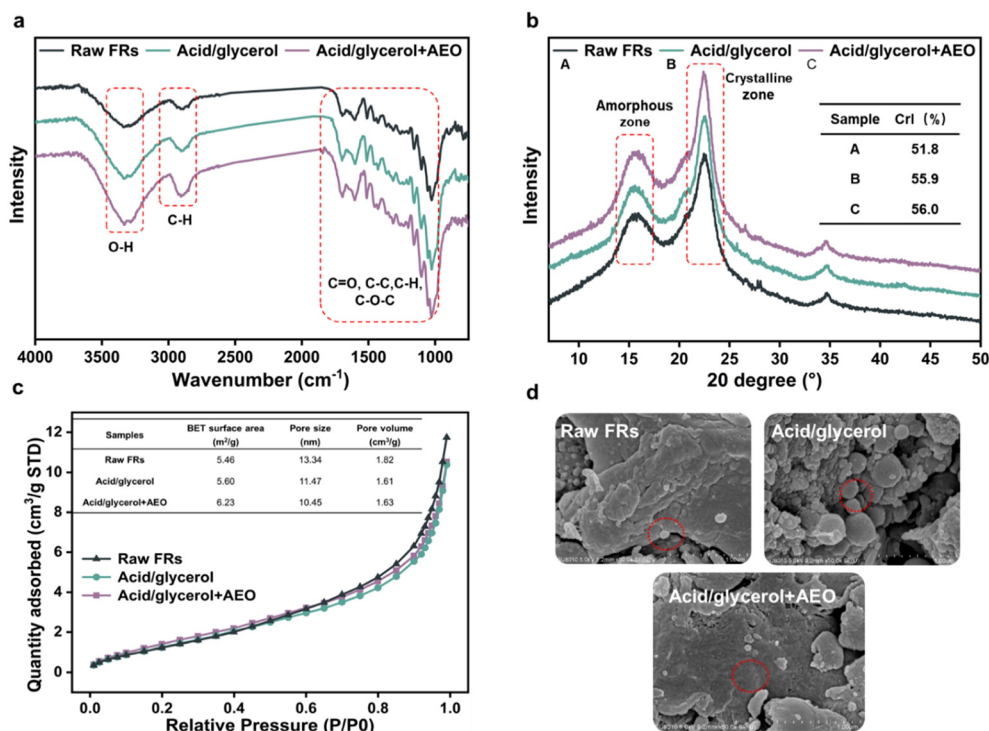 a
Raw FRs Acid/glycerol Acid/glycerol+AEO
Intensity
O-H
C-H
C=O, C-C,C-H,
C-O-C
4000 3500 3000 2500 2000 1500 1000
Wavenumber (cm⁻¹)
b
Raw FRs Acid/glycerol Acid/glycerol+AEO
A B C
Intensity
Amorphous
zone
Crystalline
zone
Sample CrI (%)
A 51.8
B 55.9
C 56.0
10 15 20 25 30 35 40 45 50
2θ degree (°)
c
Quantity adsorbed (cm³/g STD)
12
10
8
6
4
2
0
Samples BET surface area (m²/g) Pore size (nm) Pore volume (cm³/g)
Raw FRs 5.46 13.34 1.82
Acid/glycerol 5.60 11.47 1.61
Acid/glycerol+AEO 6.23 10.45 1.63
Raw FRs
Acid/glycerol
Acid/glycerol+AEO
0.0 0.2 0.4 0.6 0.8 1.0
Relative Pressure (P/P0)
d
Raw FRs
Acid/glycerol
Acid/glycerol+AEO